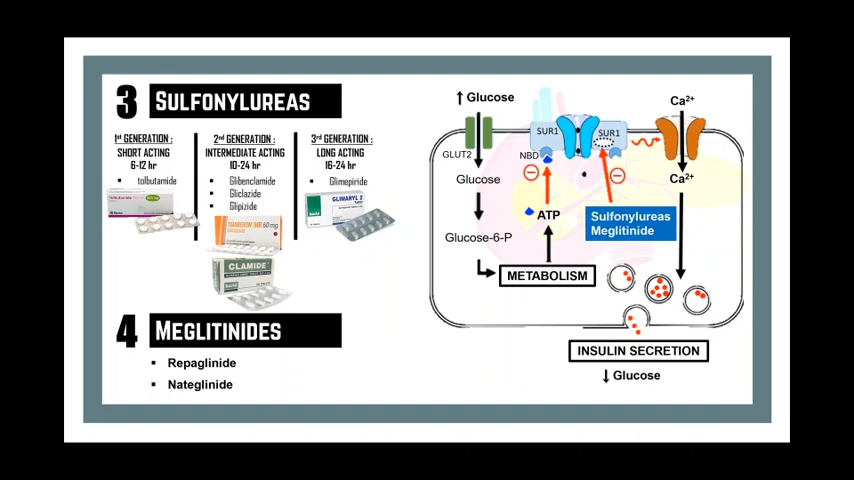 3 SULFONYLUREAS
1st GENERATION :
SHORT ACTING
6-12 hr
▪ tolbutamide
2nd GENERATION :
INTERMEDIATE ACTING
10-24 hr
▪ Glibenclamide
▪ Gliclazide
▪ Glipizide
DIAMICRON MR 60 mg
CLAMIDE
3rd GENERATION :
LONG ACTING
16-24 hr
▪ Glimepiride
GLIMARYL 2
4 MEGLITINIDES
▪ Repaglinide
▪ Nateglinide
↑ Glucose
GLUT2
Glucose
Glucose-6-P
METABOLISM
ATP
NBD
SUR1
SUR1
Sulfonylureas
Meglitinide
Ca2+
Ca2+
INSULIN SECRETION
↓ Glucose